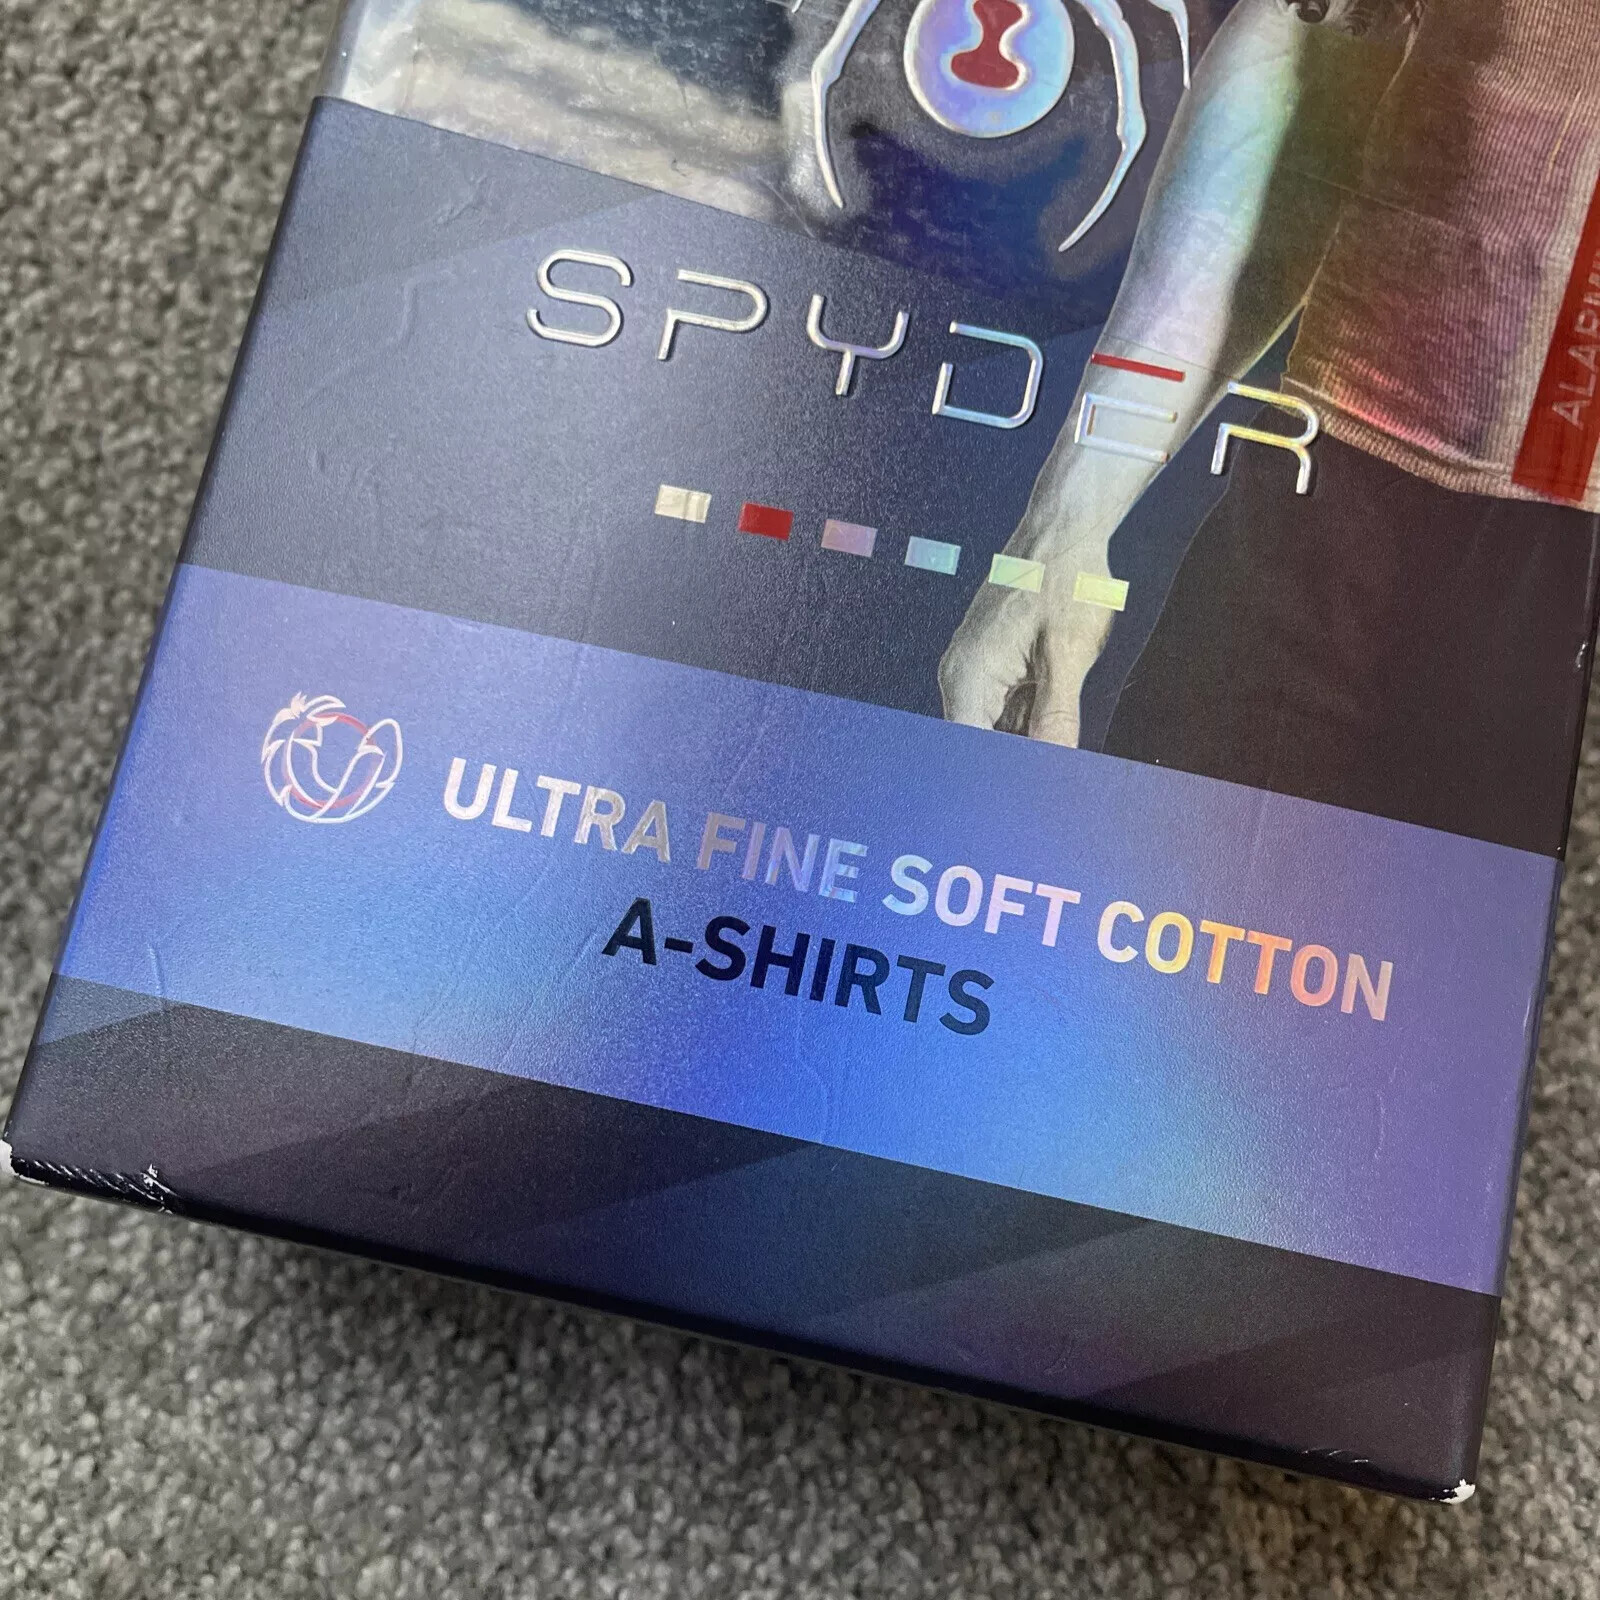 SPYDER
ULTRA FINE SOFT COTTON
A-SHIRTS